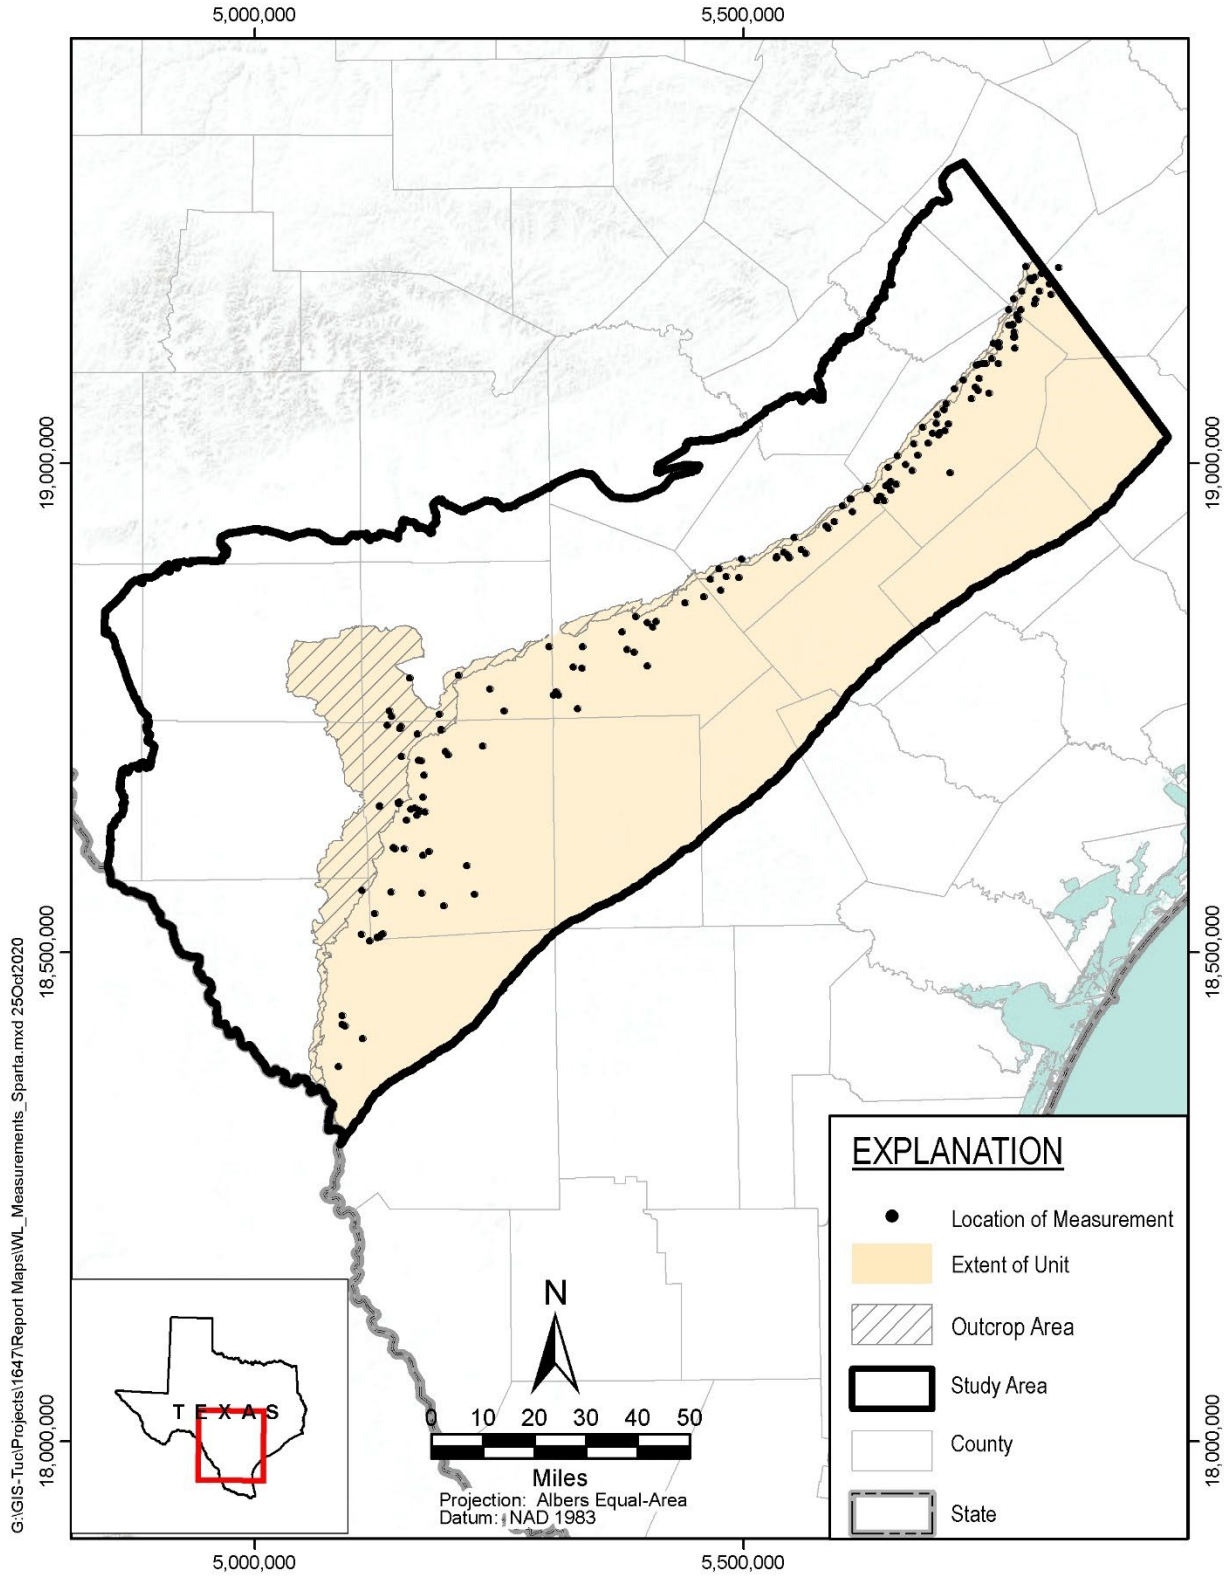 5,000,000
5,500,000
19,000,000
19,000,000
18,500,000
18,500,000
18,000,000
18,000,000
G:\GIS-Tuc\Projects\1647\Report Maps\WL_Measurements_Sparta.mxd 25Oct2020
EXPLANATION
Location of Measurement
Extent of Unit
Outcrop Area
Study Area
County
State
TEXAS
N
0 10 20 30 40 50
Miles
Projection: Albers Equal-Area
Datum: NAD 1983
5,000,000
5,500,000